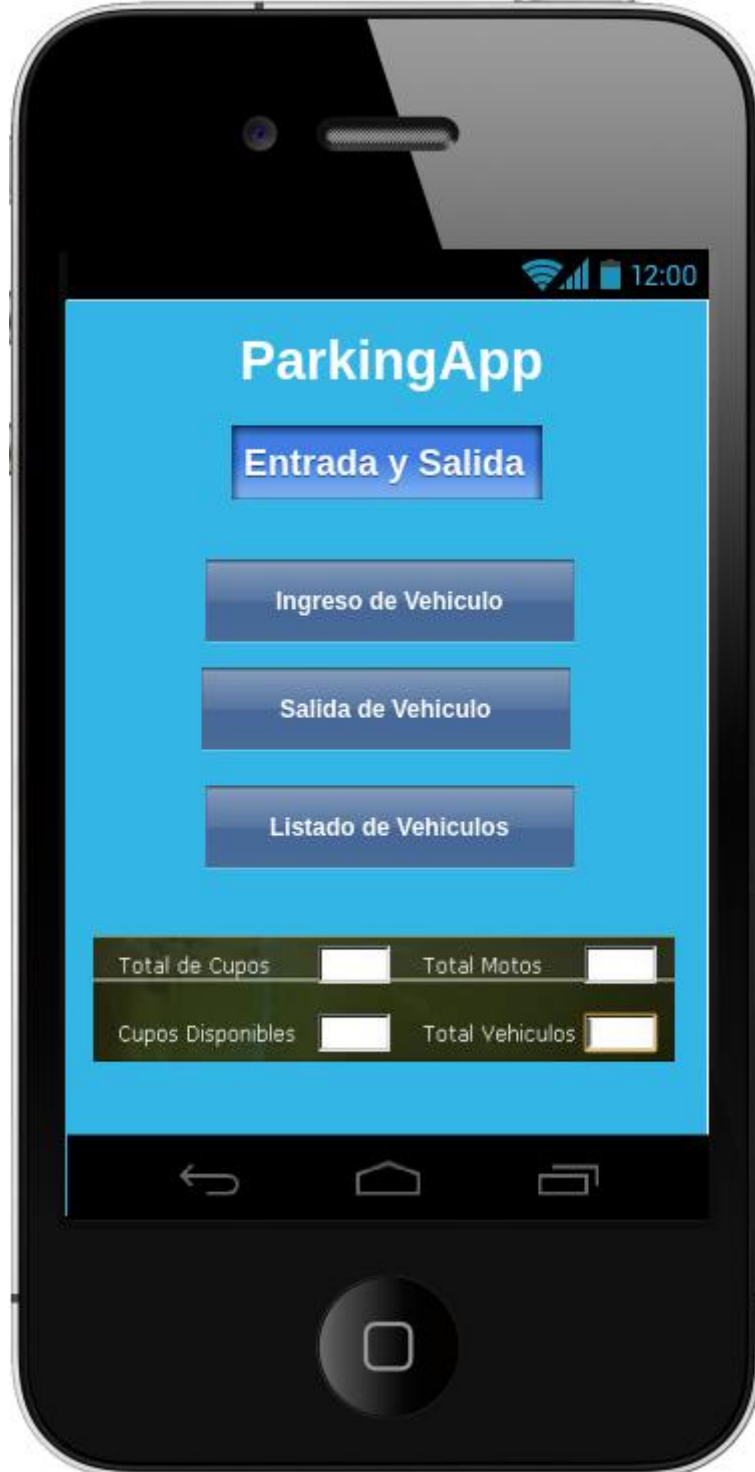 12:00
ParkingApp
Entrada y Salida
Ingreso de Vehiculo
Salida de Vehiculo
Listado de Vehiculos
Total de Cupos Total Motos
Cupos Disponibles Total Vehiculos